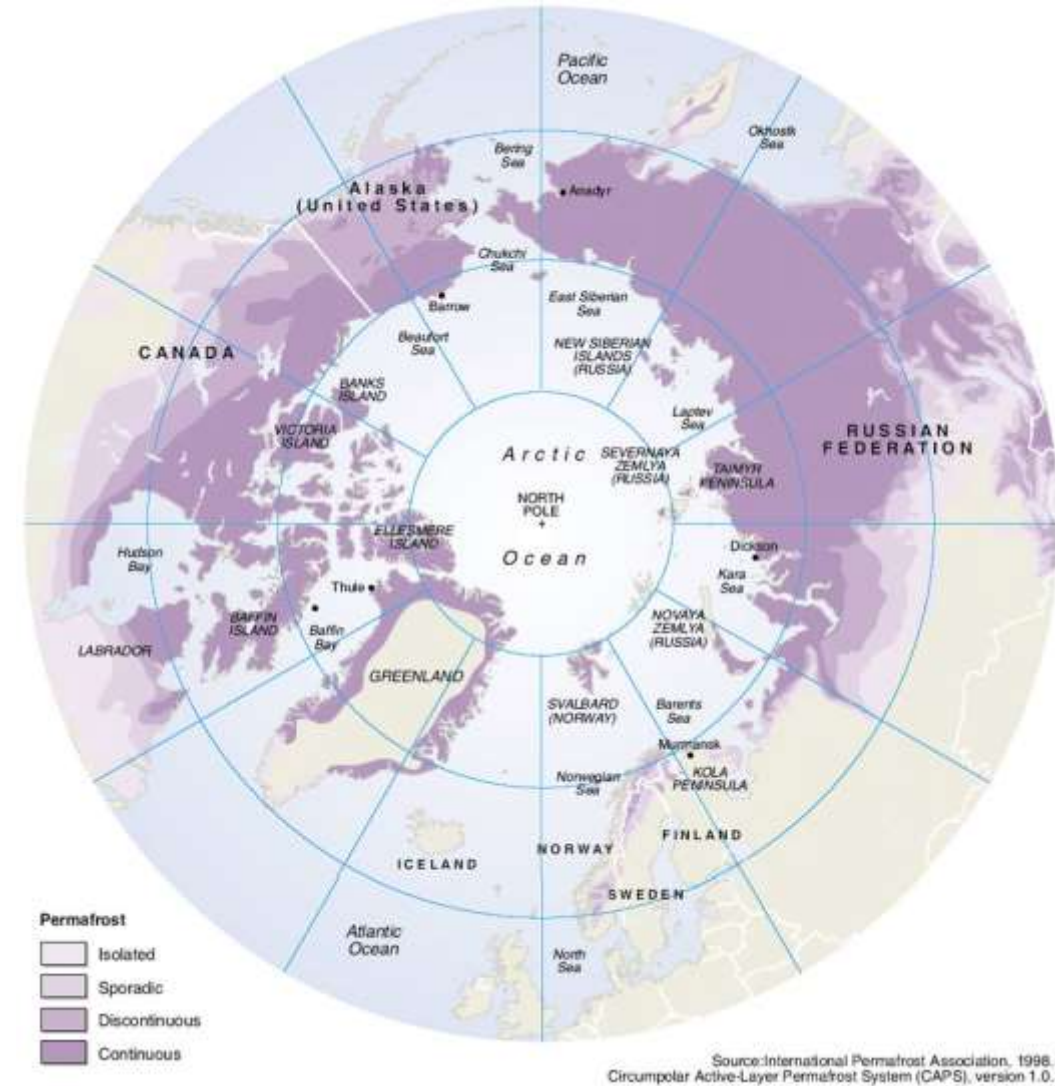 Pacific
Ocean
Okhostk
Sea
Bering
Sea
Anadyr
Alaska
(United States)
Chukchi
Sea
Barrow
East Siberian
Sea
Beaufort
Sea
NEW SIBERIAN
ISLANDS
(RUSSIA)
CANADA
BANKS
ISLAND
Laptev
Sea
VICTORIA
ISLAND
RUSSIAN
FEDERATION
Arctic
SEVERNAYA
ZEMLYA
(RUSSIA)
TAIMYR
PENINSULA
NORTH
POLE
+
ELLESMERE
ISLAND
Ocean
Hudson
Bay
Dickson
Kara
Sea
Thule
BAFFIN
ISLAND
Baffin
Bay
NOVAYA
ZEMLYA
(RUSSIA)
LABRADOR
GREENLAND
SVALBARD
(NORWAY)
Barents
Sea
Murmansk
KOLA
PENINSULA
Norwegian
Sea
FINLAND
NORWAY
ICELAND
SWEDEN
Atlantic
Ocean
North
Sea
Permafrost
Isolated
Sporadic
Discontinuous
Continuous
Source:International Permafrost Association, 1998.
Circumpolar Active-Layer Permafrost System (CAPS), version 1.0.